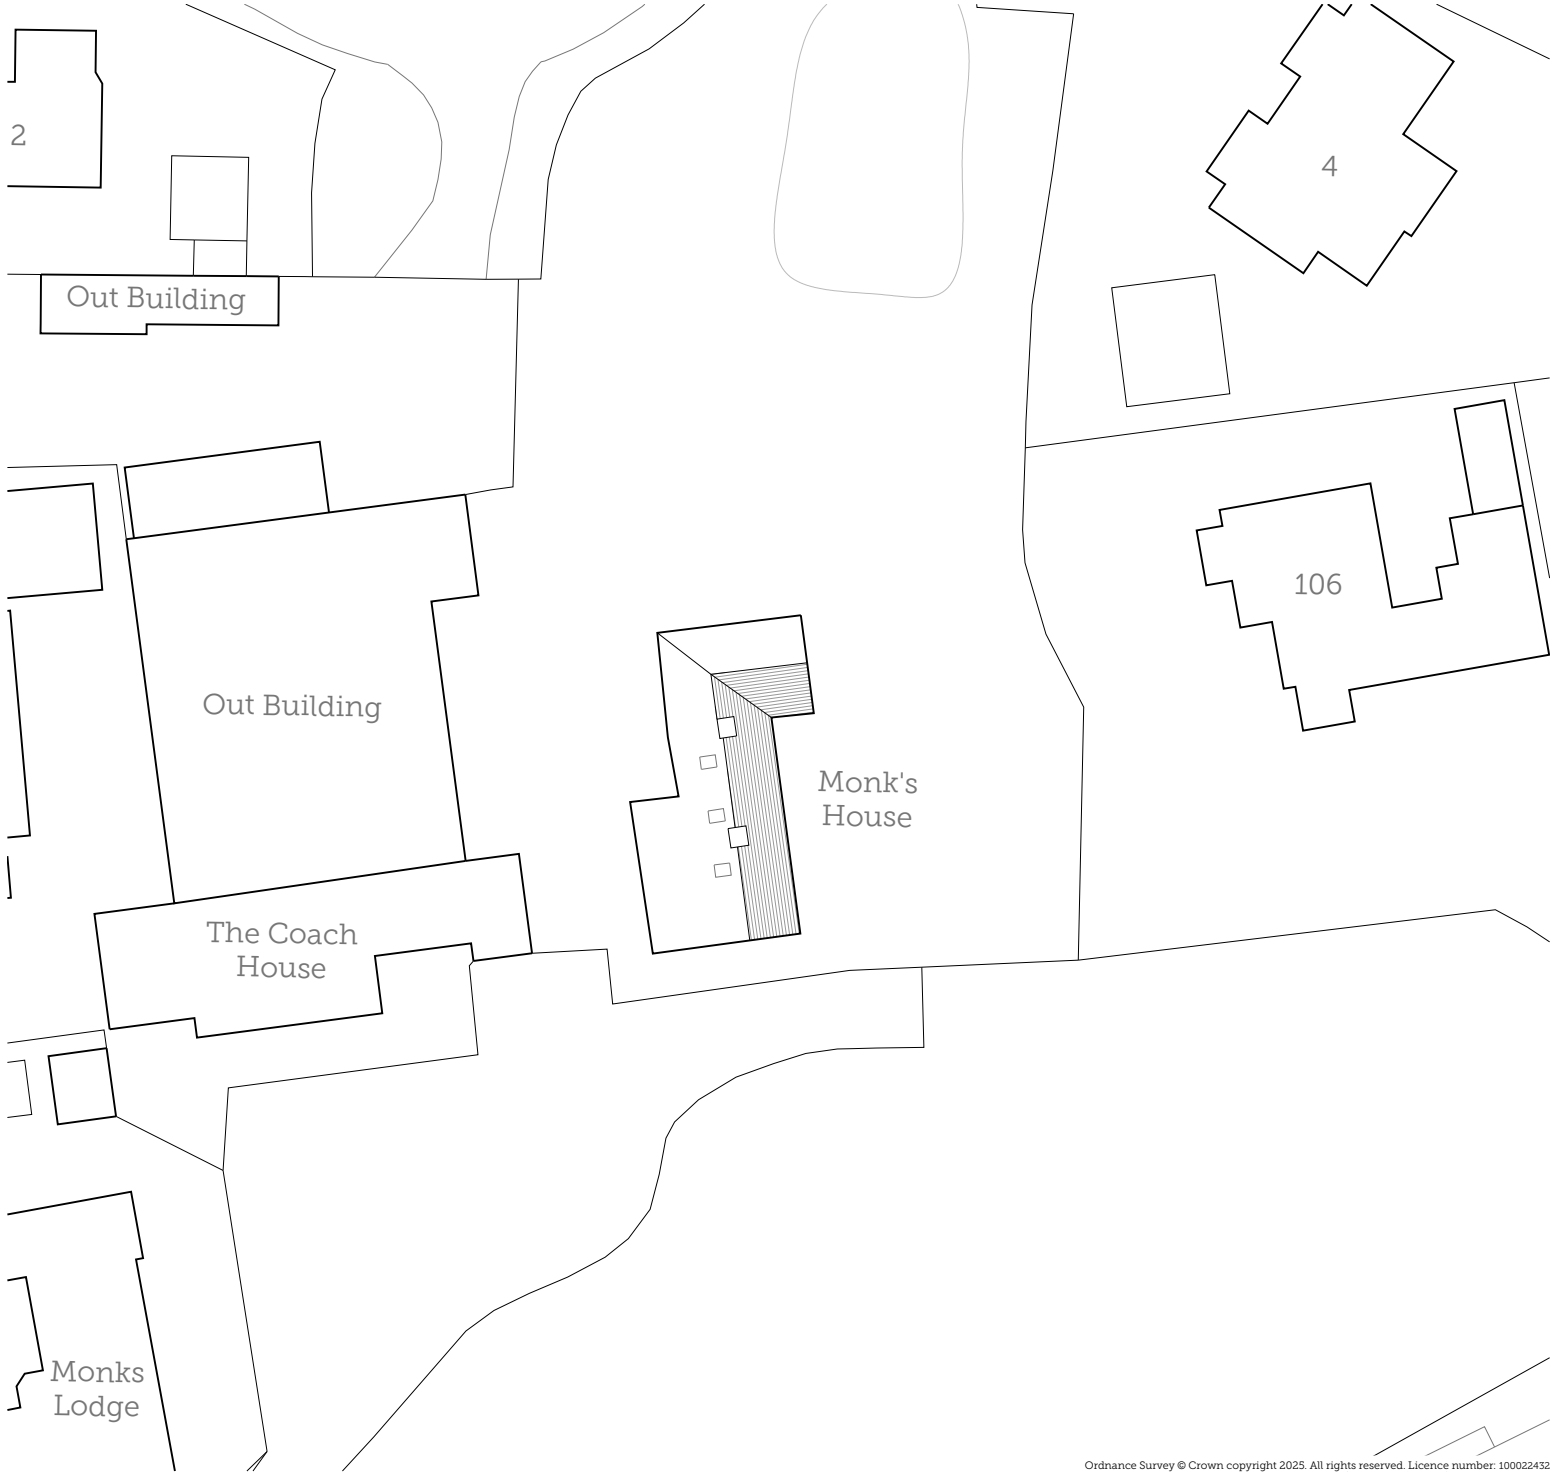 2
4
Out Building
106
Out Building
Monk's
House
The Coach
House
Monks
Lodge
Ordnance Survey © Crown copyright 2025. All rights reserved. Licence number: 100022432